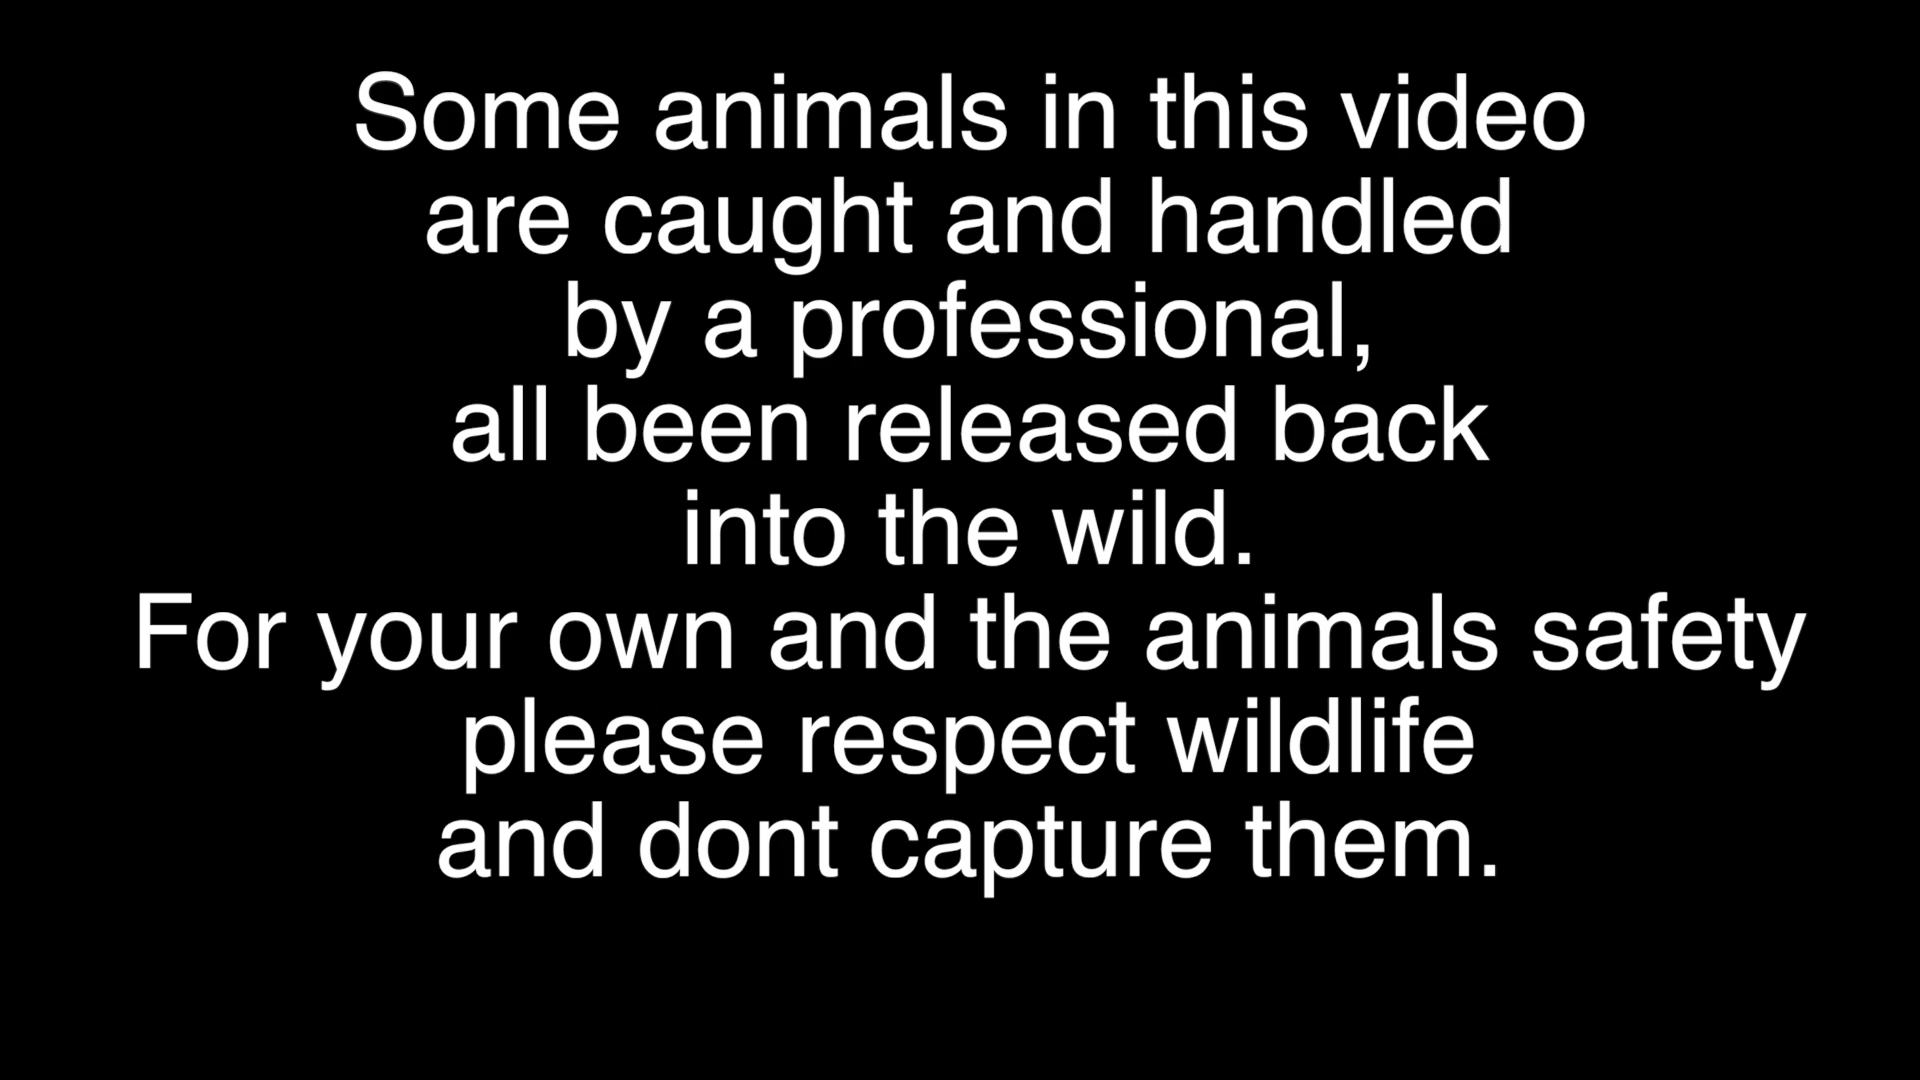 Some animals in this video
are caught and handled
by a professional,
all been released back
into the wild.
For your own and the animals safety
please respect wildlife
and dont capture them.